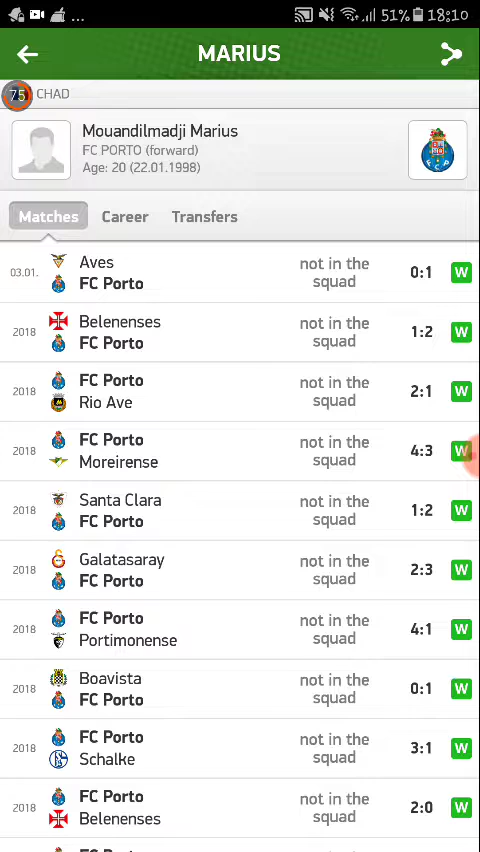 ... 51% 18:10
MARIUS
75 CHAD
Mouandilmadji Marius
FC PORTO (forward)
Age: 20 (22.01.1998)
Matches Career Transfers
03.01. Aves
FC Porto
not in the
squad
0:1 W
2018 Belenenses
FC Porto
not in the
squad
1:2 W
2018 FC Porto
Rio Ave
not in the
squad
2:1 W
2018 FC Porto
Moreirense
not in the
squad
4:3 W
2018 Santa Clara
FC Porto
not in the
squad
1:2 W
2018 Galatasaray
FC Porto
not in the
squad
2:3 W
2018 FC Porto
Portimonense
not in the
squad
4:1 W
2018 Boavista
FC Porto
not in the
squad
0:1 W
2018 FC Porto
Schalke
not in the
squad
3:1 W
2018 FC Porto
Belenenses
not in the
squad
2:0 W
FC Porto